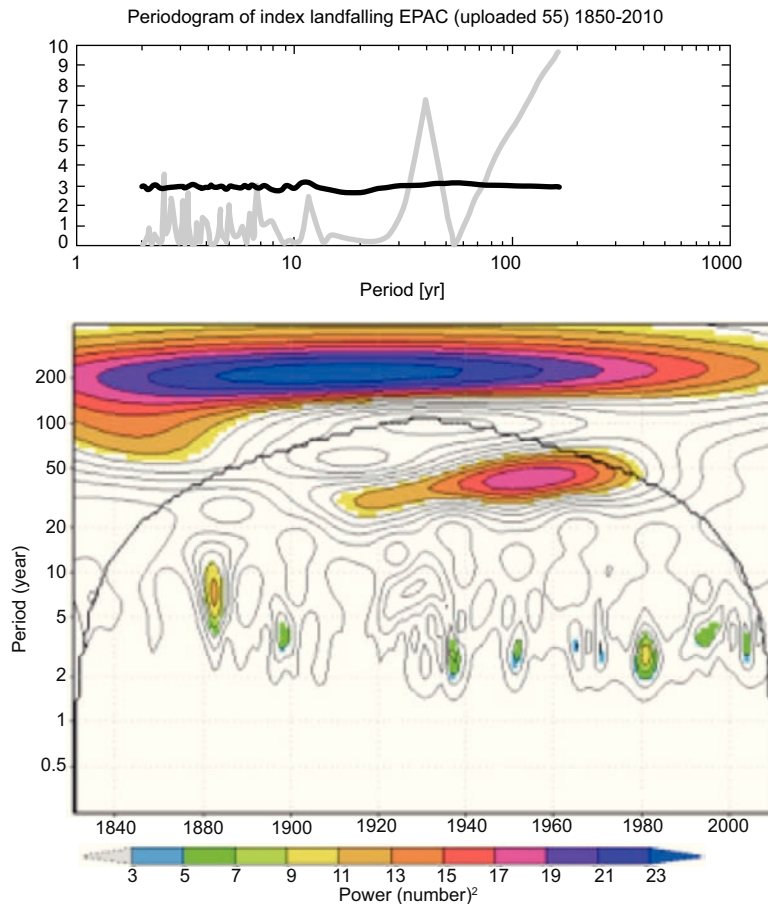 Periodogram of index landfalling EPAC (uploaded 55) 1850-2010
10
9
8
7
6
5
4
3
2
1
0
1 10 100 1000
Period [yr]
200
100
50
20
10
5
2
1
0.5
Period (year)
1840 1880 1900 1920 1940 1960 1980 2000
3 5 7 9 11 13 15 17 19 21 23
Power (number)²